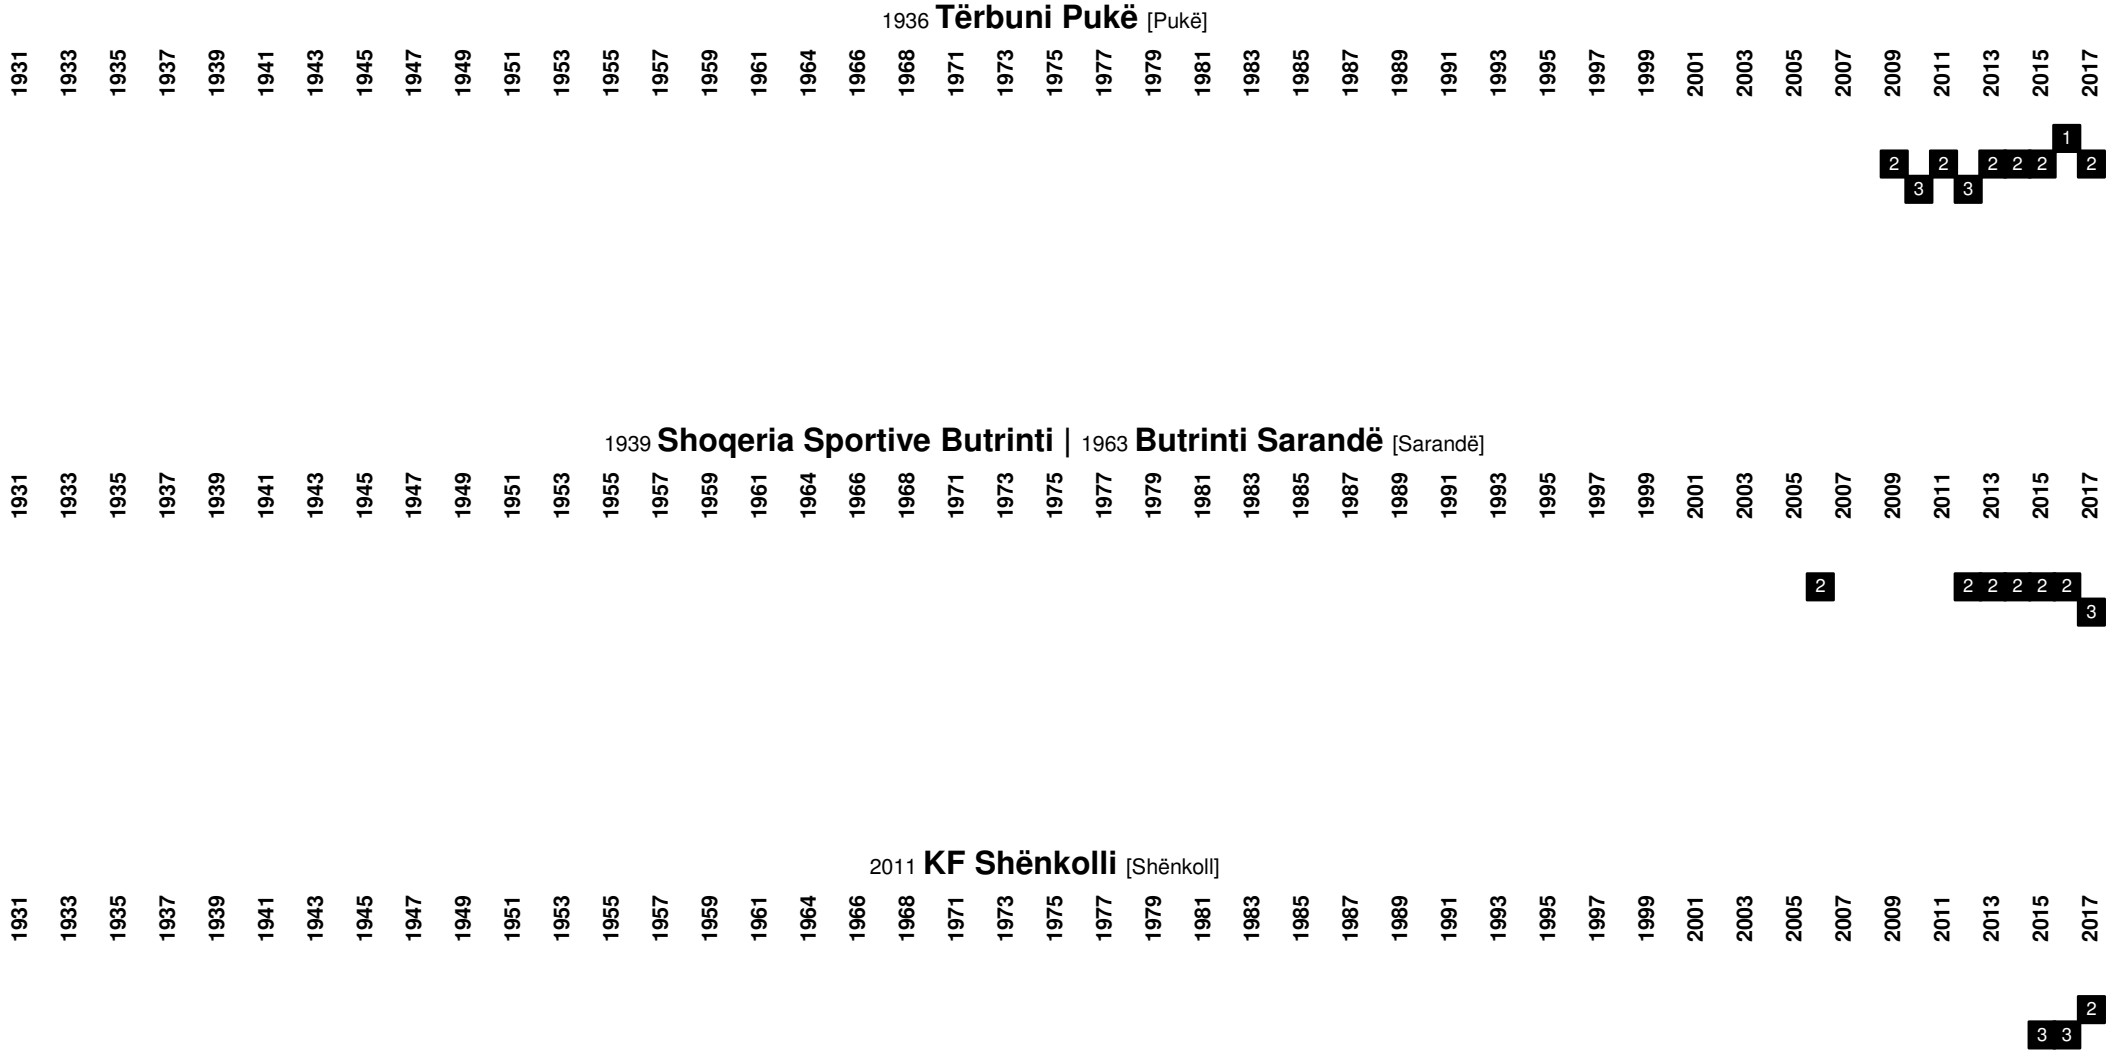 1936 Tërbuni Pukë [Pukë]
1931 1933 1935 1937 1939 1941 1943 1945 1947 1949 1951 1953 1955 1957 1959 1961 1964 1966 1968 1971 1973 1975 1977 1979 1981 1983 1985 1987 1989 1991 1993 1995 1997 1999 2001 2003 2005 2007 2009 2011 2013 2015 2017
1
2 2 2 2 2 2
3 3
1939 Shoqeria Sportive Butrinti | 1963 Butrinti Sarandë [Sarandë]
1931 1933 1935 1937 1939 1941 1943 1945 1947 1949 1951 1953 1955 1957 1959 1961 1964 1966 1968 1971 1973 1975 1977 1979 1981 1983 1985 1987 1989 1991 1993 1995 1997 1999 2001 2003 2005 2007 2009 2011 2013 2015 2017
2 2 2 2 2 2
3
2011 KF Shënkolli [Shënkoll]
1931 1933 1935 1937 1939 1941 1943 1945 1947 1949 1951 1953 1955 1957 1959 1961 1964 1966 1968 1971 1973 1975 1977 1979 1981 1983 1985 1987 1989 1991 1993 1995 1997 1999 2001 2003 2005 2007 2009 2011 2013 2015 2017
2
3 3